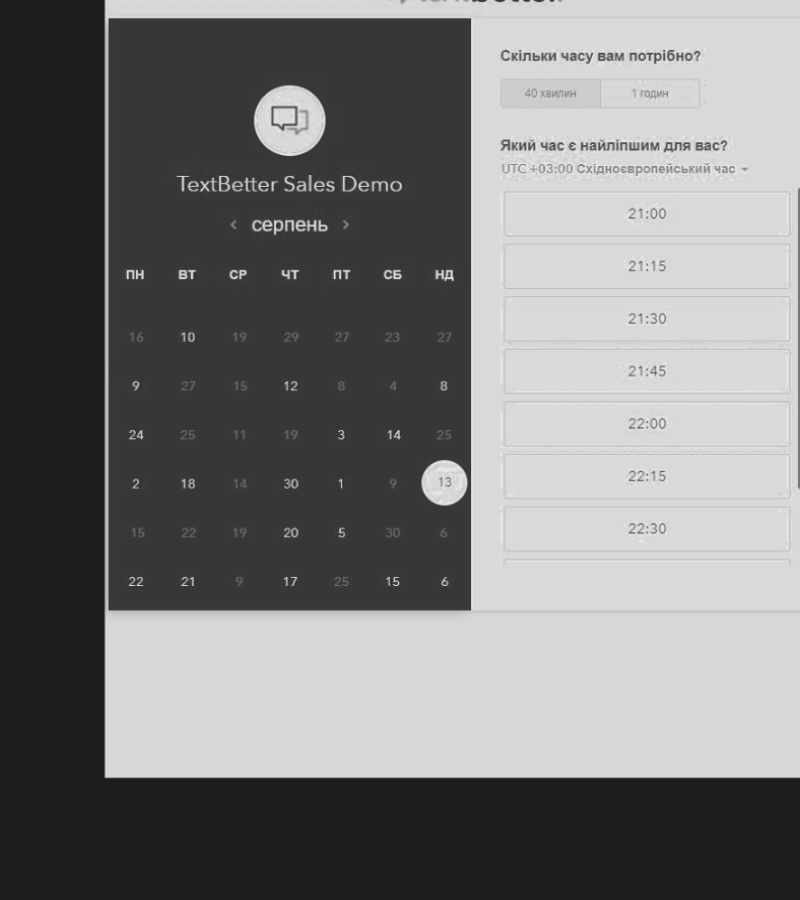 TextBetter Sales Demo
‹ серпень ›
ПН ВТ СР ЧТ ПТ СБ НД
16 10 19 29 27 23 27
9 27 15 12 8 4 8
24 25 11 19 3 14 25
2 18 14 30 1 9 13
15 22 19 20 5 30 6
22 21 9 17 25 15 6
Скільки часу вам потрібно?
40 хвилин 1 годин
Який час є найліпшим для вас?
UTC +03:00 Східноєвропейський час
21:00
21:15
21:30
21:45
22:00
22:15
22:30